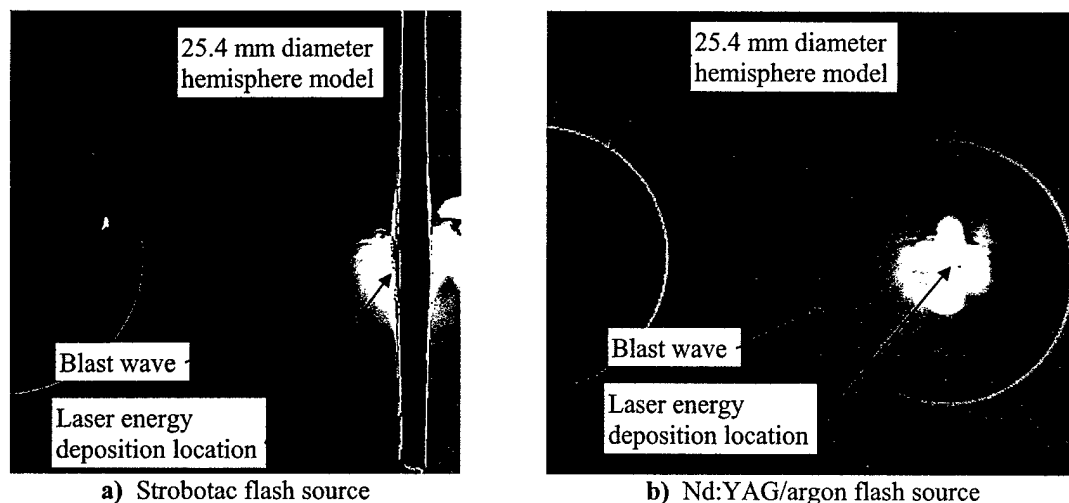 25.4 mm diameter
hemisphere model
Blast wave
Laser energy
deposition location
a) Strobotac flash source
25.4 mm diameter
hemisphere model
Blast wave
Laser energy
deposition location
b) Nd:YAG/argon flash source